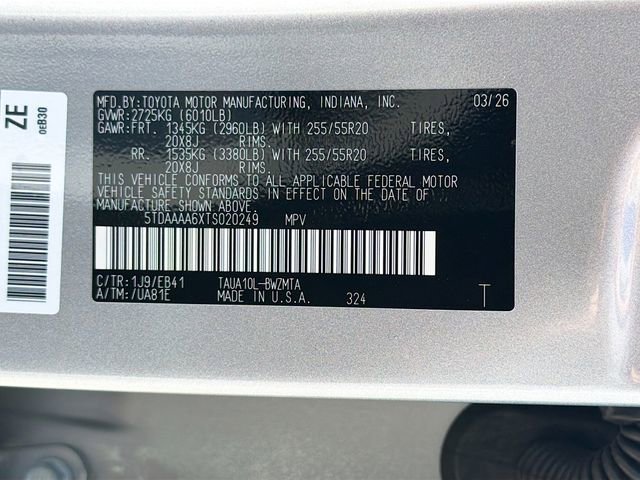 ZE
0EB30
MFD.BY:TOYOTA MOTOR MANUFACTURING, INDIANA, INC. 03/26
GVWR:2725KG (6010LB)
GAWR:FRT. 1345KG (2960LB) WITH 255/55R20 TIRES,
20X8J RIMS.
RR. 1535KG (3380LB) WITH 255/55R20 TIRES,
20X8J RIMS.
THIS VEHICLE CONFORMS TO ALL APPLICABLE FEDERAL MOTOR
VEHICLE SAFETY STANDARDS IN EFFECT ON THE DATE OF
MANUFACTURE SHOWN ABOVE.
5TDAAAA6XTS020249 MPV
C/TR:1J9/EB41 TAUA10L-BWZMTA
A/TM:/UA81E MADE IN U.S.A. 324 T